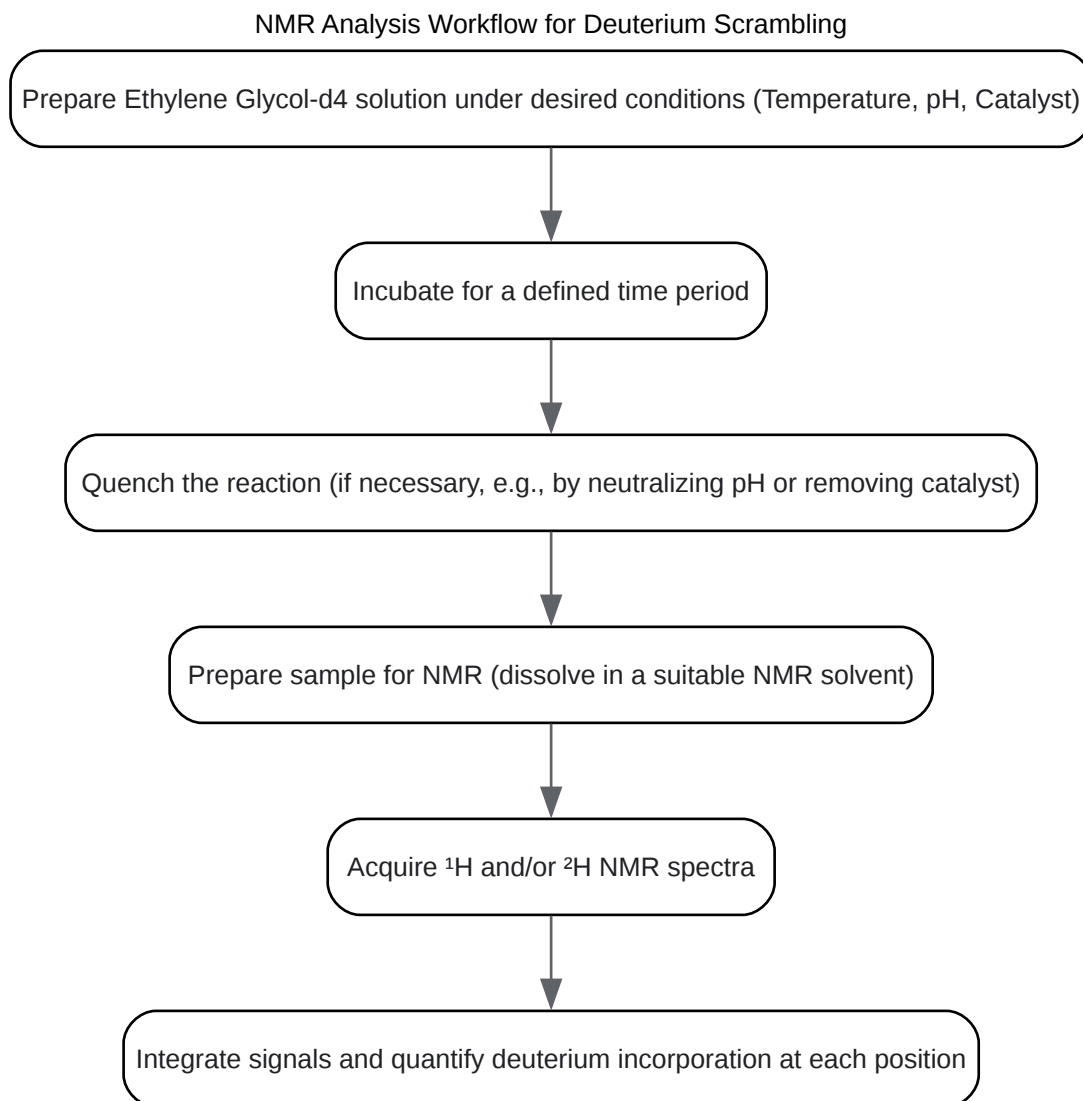 NMR Analysis Workflow for Deuterium Scrambling
Prepare Ethylene Glycol-d4 solution under desired conditions (Temperature, pH, Catalyst)
Incubate for a defined time period
Quench the reaction (if necessary, e.g., by neutralizing pH or removing catalyst)
Prepare sample for NMR (dissolve in a suitable NMR solvent)
Acquire ¹H and/or ²H NMR spectra
Integrate signals and quantify deuterium incorporation at each position